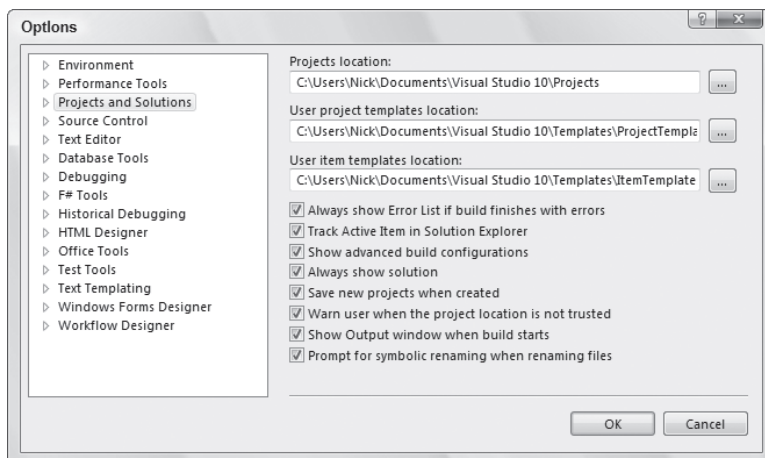 Options
Environment
Performance Tools
Projects and Solutions
Source Control
Text Editor
Database Tools
Debugging
F# Tools
Historical Debugging
HTML Designer
Office Tools
Test Tools
Text Templating
Windows Forms Designer
Workflow Designer
Projects location:
C:\Users\Nick\Documents\Visual Studio 10\Projects
...
User project templates location:
C:\Users\Nick\Documents\Visual Studio 10\Templates\ProjectTempla
...
User item templates location:
C:\Users\Nick\Documents\Visual Studio 10\Templates\ItemTemplate
...
Always show Error List if build finishes with errors
Track Active Item in Solution Explorer
Show advanced build configurations
Always show solution
Save new projects when created
Warn user when the project location is not trusted
Show Output window when build starts
Prompt for symbolic renaming when renaming files
OK
Cancel